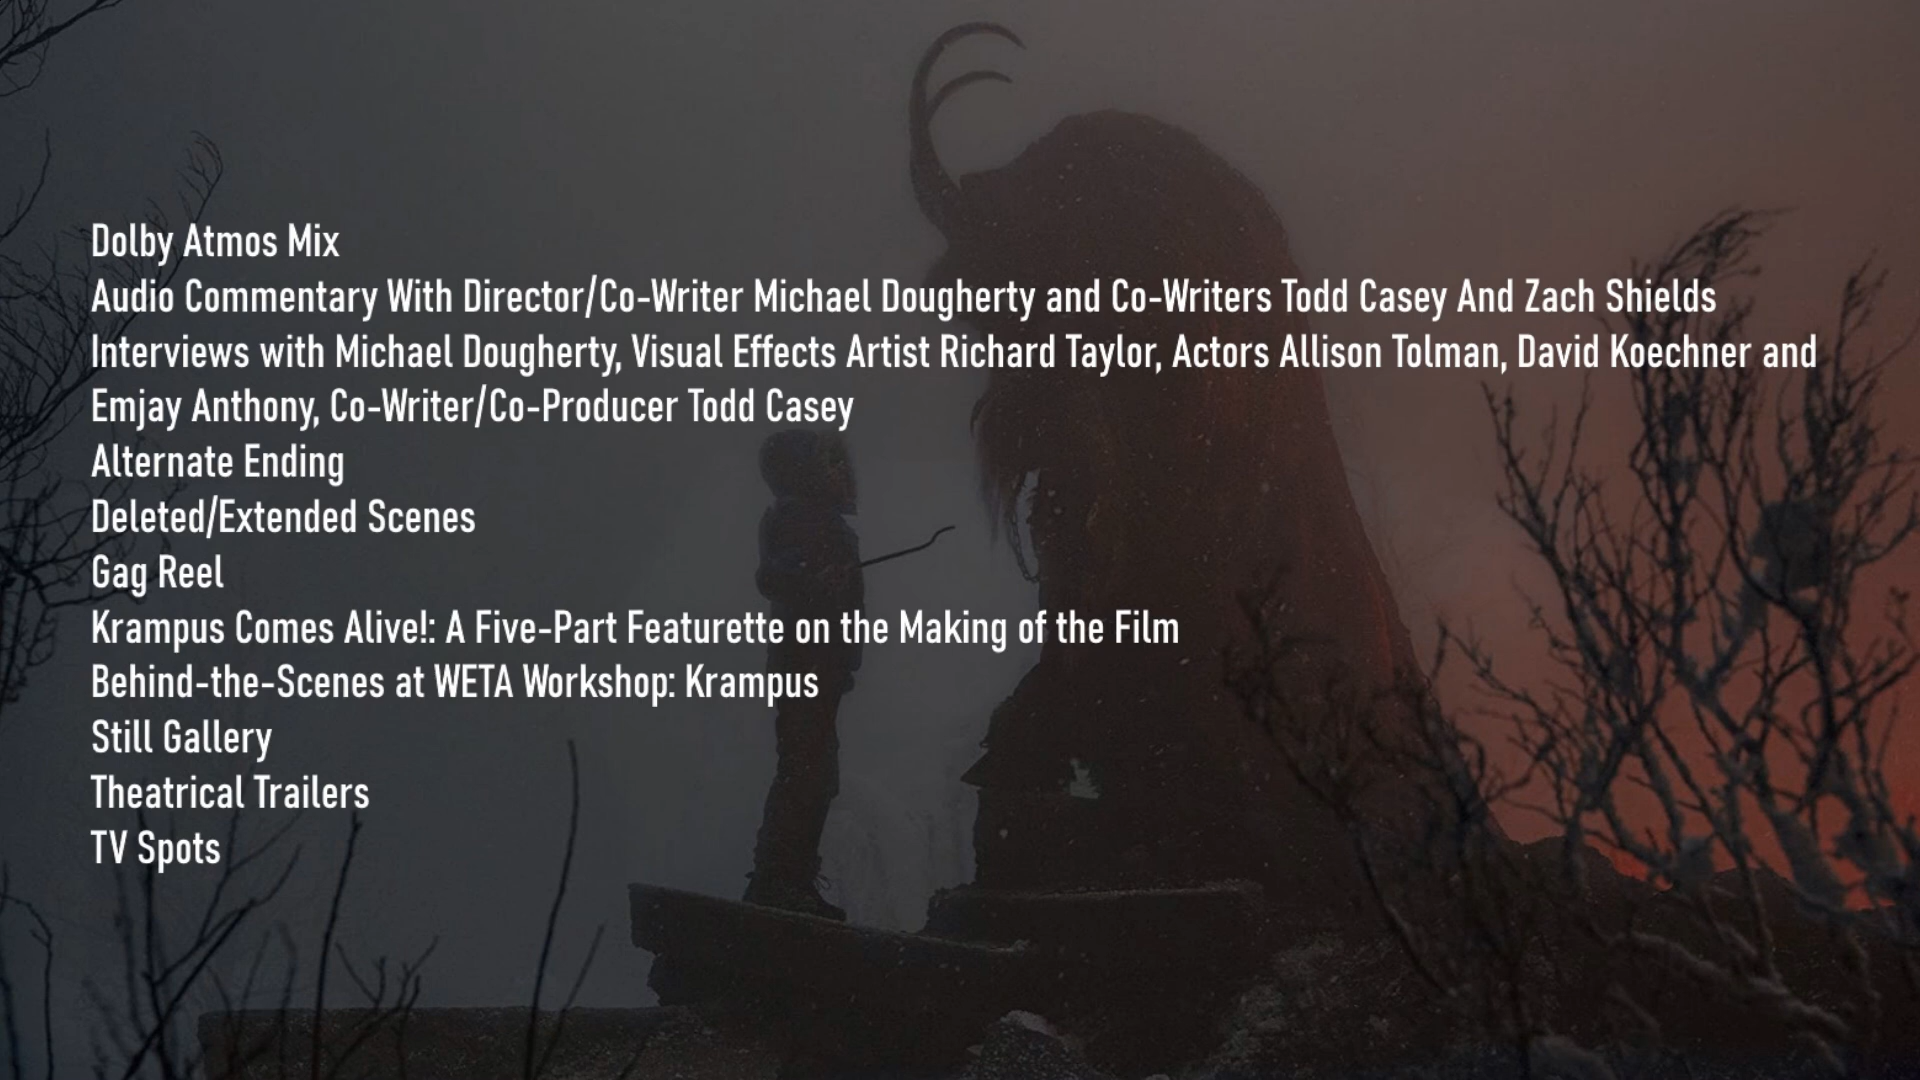 Dolby Atmos Mix
Audio Commentary With Director/Co-Writer Michael Dougherty and Co-Writers Todd Casey And Zach Shields
Interviews with Michael Dougherty, Visual Effects Artist Richard Taylor, Actors Allison Tolman, David Koechner and
Emjay Anthony, Co-Writer/Co-Producer Todd Casey
Alternate Ending
Deleted/Extended Scenes
Gag Reel
Krampus Comes Alive!: A Five-Part Featurette on the Making of the Film
Behind-the-Scenes at WETA Workshop: Krampus
Still Gallery
Theatrical Trailers
TV Spots